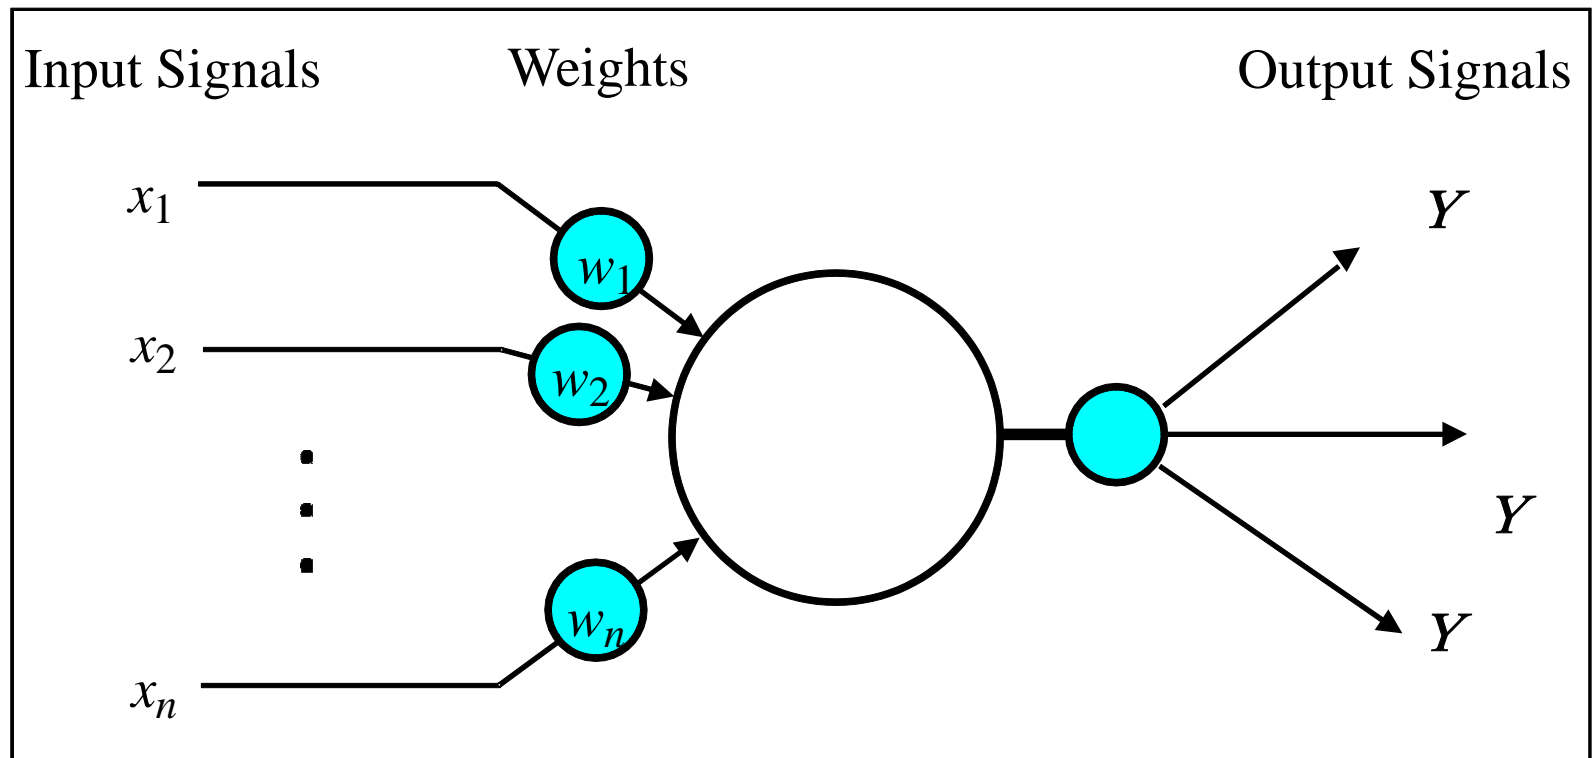 Input Signals Weights Output Signals
x1 w1 Y
x2 w2
Y
xn wn Y